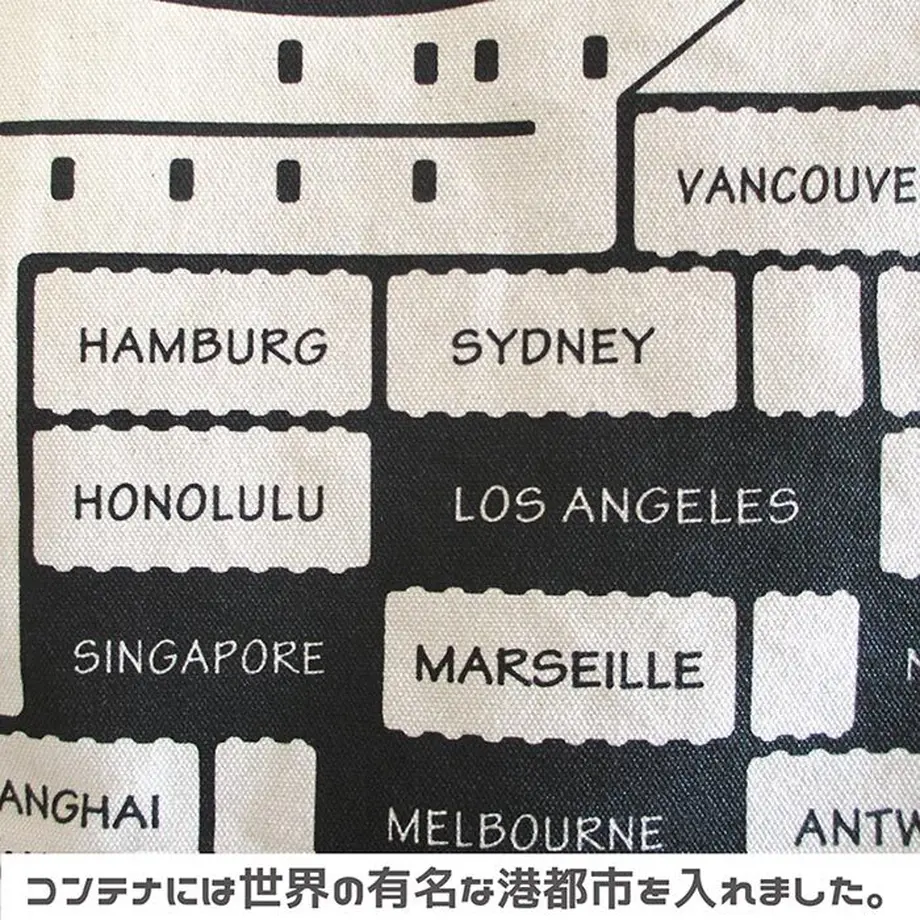 VANCOUVE
HAMBURG
SYDNEY
HONOLULU
LOS ANGELES
SINGAPORE
MARSEILLE
ANGHAI
MELBOURNE
ANTW
コンテナには世界の有名な港都市を入れました。